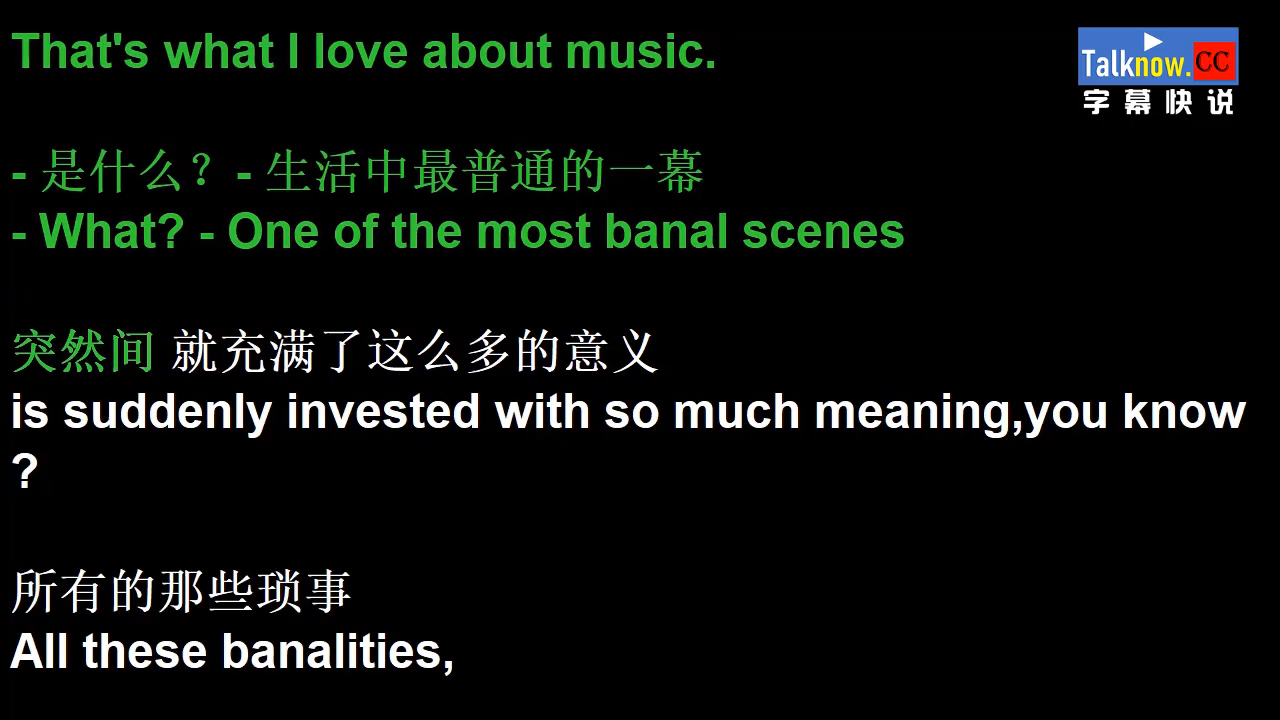 That's what I love about music.
Talknow.CC
字幕快说
- 是什么？- 生活中最普通的一幕
- What? - One of the most banal scenes
突然间 就充满了这么多的意义
is suddenly invested with so much meaning,you know
?
所有的那些琐事
All these banalities,